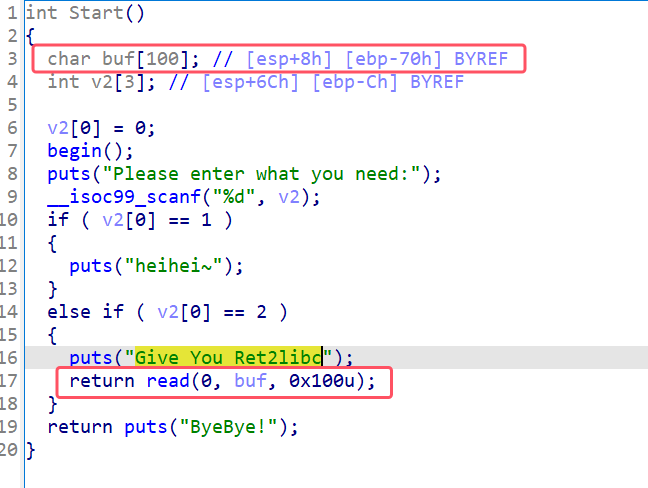 1 int Start()
2 {
3 char buf[100]; // [esp+8h] [ebp-70h] BYREF
4 int v2[3]; // [esp+6Ch] [ebp-Ch] BYREF
5
6 v2[0] = 0;
7 begin();
8 puts("Please enter what you need:");
9 __isoc99_scanf("%d", v2);
10 if ( v2[0] == 1 )
11 {
12 puts("heihei~");
13 }
14 else if ( v2[0] == 2 )
15 {
16 puts("Give You Ret2libc");
17 return read(0, buf, 0x100u);
18 }
19 return puts("ByeBye!");
20 }